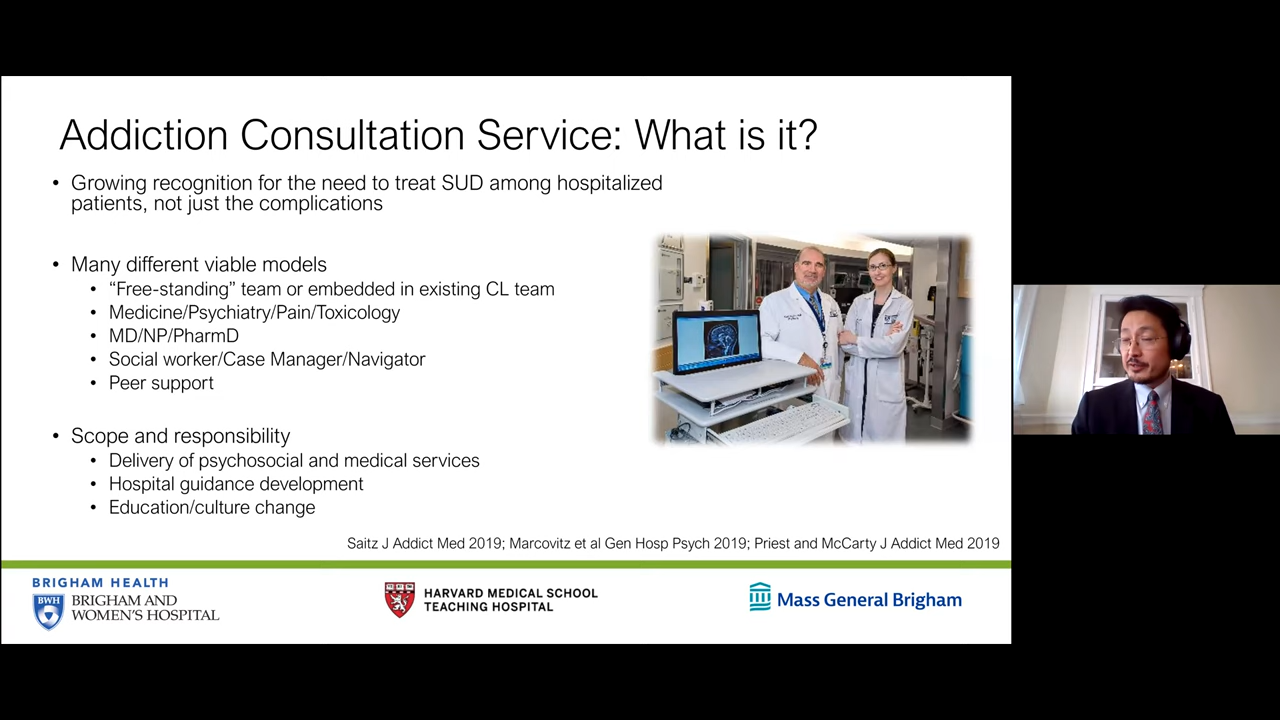 Addiction Consultation Service: What is it?
• Growing recognition for the need to treat SUD among hospitalized
patients, not just the complications
• Many different viable models
• “Free-standing” team or embedded in existing CL team
• Medicine/Psychiatry/Pain/Toxicology
• MD/NP/PharmD
• Social worker/Case Manager/Navigator
• Peer support
• Scope and responsibility
• Delivery of psychosocial and medical services
• Hospital guidance development
• Education/culture change
Saitz J Addict Med 2019; Marcovitz et al Gen Hosp Psych 2019; Priest and McCarty J Addict Med 2019
BRIGHAM HEALTH
BWH
BRIGHAM AND
WOMEN'S HOSPITAL
HARVARD MEDICAL SCHOOL
TEACHING HOSPITAL
Mass General Brigham